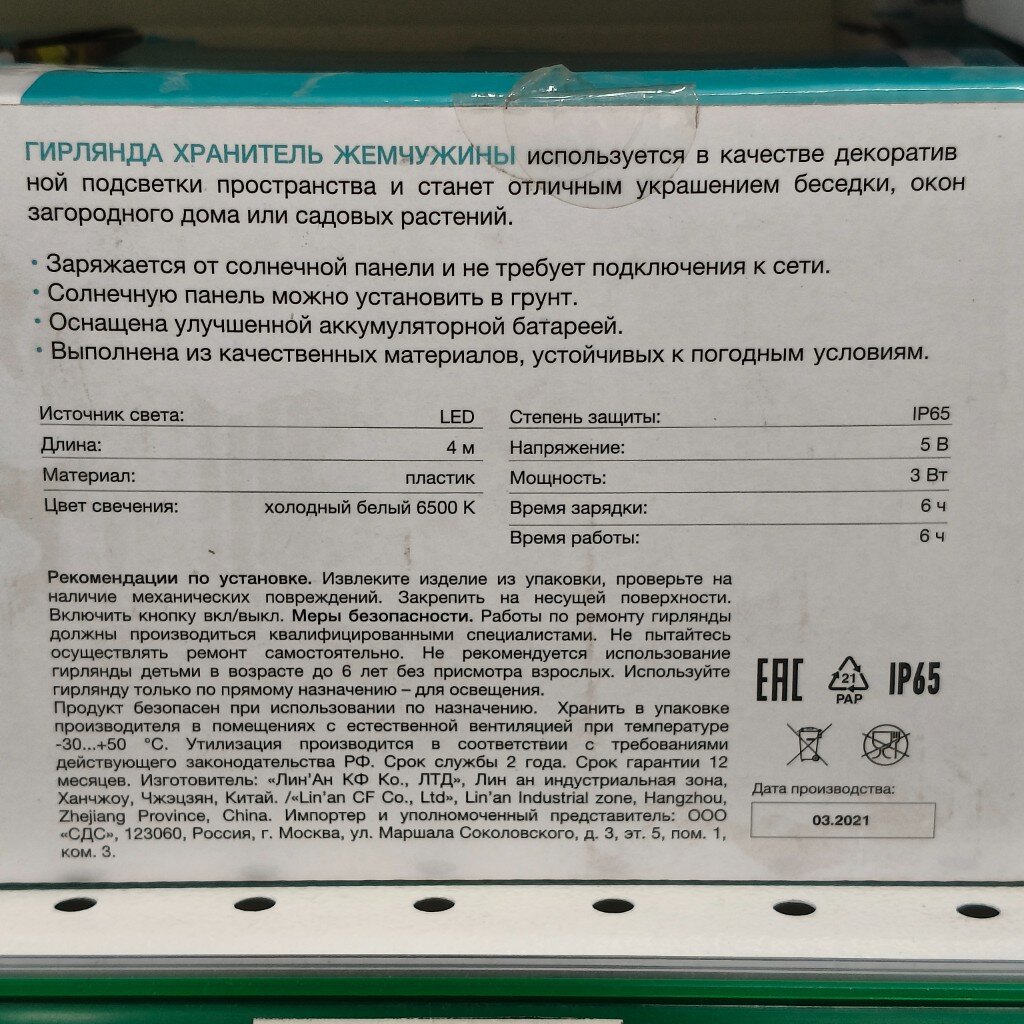 ГИРЛЯНДА ХРАНИТЕЛЬ ЖЕМЧУЖИНЫ используется в качестве декоратив
ной подсветки пространства и станет отличным украшением беседки, окон
загородного дома или садовых растений.
• Заряжается от солнечной панели и не требует подключения к сети.
• Солнечную панель можно установить в грунт.
• Оснащена улучшенной аккумуляторной батареей.
• Выполнена из качественных материалов, устойчивых к погодным условиям.
Источник света: LED
Длина: 4 м
Материал: пластик
Цвет свечения: холодный белый 6500 К
Степень защиты: IP65
Напряжение: 5 В
Мощность: 3 Вт
Время зарядки: 6 ч
Время работы: 6 ч
Рекомендации по установке. Извлеките изделие из упаковки, проверьте на
наличие механических повреждений. Закрепить на несущей поверхности.
Включить кнопку вкл/выкл. Меры безопасности. Работы по ремонту гирлянды
должны производиться квалифицированными специалистами. Не пытайтесь
осуществлять ремонт самостоятельно. Не рекомендуется использование
гирлянды детьми в возрасте до 6 лет без присмотра взрослых. Используйте
гирлянду только по прямому назначению – для освещения.
Продукт безопасен при использовании по назначению. Хранить в упаковке
производителя в помещениях с естественной вентиляцией при температуре
-30...+50 °С. Утилизация производится в соответствии с требованиями
действующего законодательства РФ. Срок службы 2 года. Срок гарантии 12
месяцев. Изготовитель: «Лин'Ан КФ Ко., ЛТД», Лин ан индустриальная зона,
Ханчжоу, Чжэцзян, Китай. /«Lin'an CF Co., Ltd», Lin'an Industrial zone, Hangzhou,
Zhejiang Province, China. Импортер и уполномоченный представитель: ООО
«СДС», 123060, Россия, г. Москва, ул. Маршала Соколовского, д. 3, эт. 5, пом. 1,
ком. 3.
EAC
21
PAP
IP65
Дата производства:
03.2021